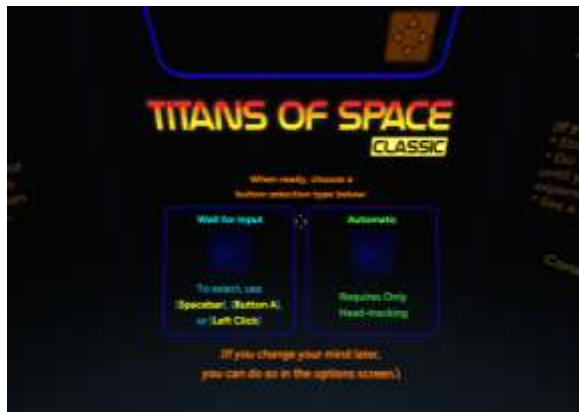 TITANS OF SPACE
CLASSIC
When ready, choose a
button selection type below
Wait for input
Automatic
To select, use
[Spacebar], [Button A],
or [Left Click]
Requires Only
Head-tracking
(If you change your mind later,
you can do so in the options screen.)